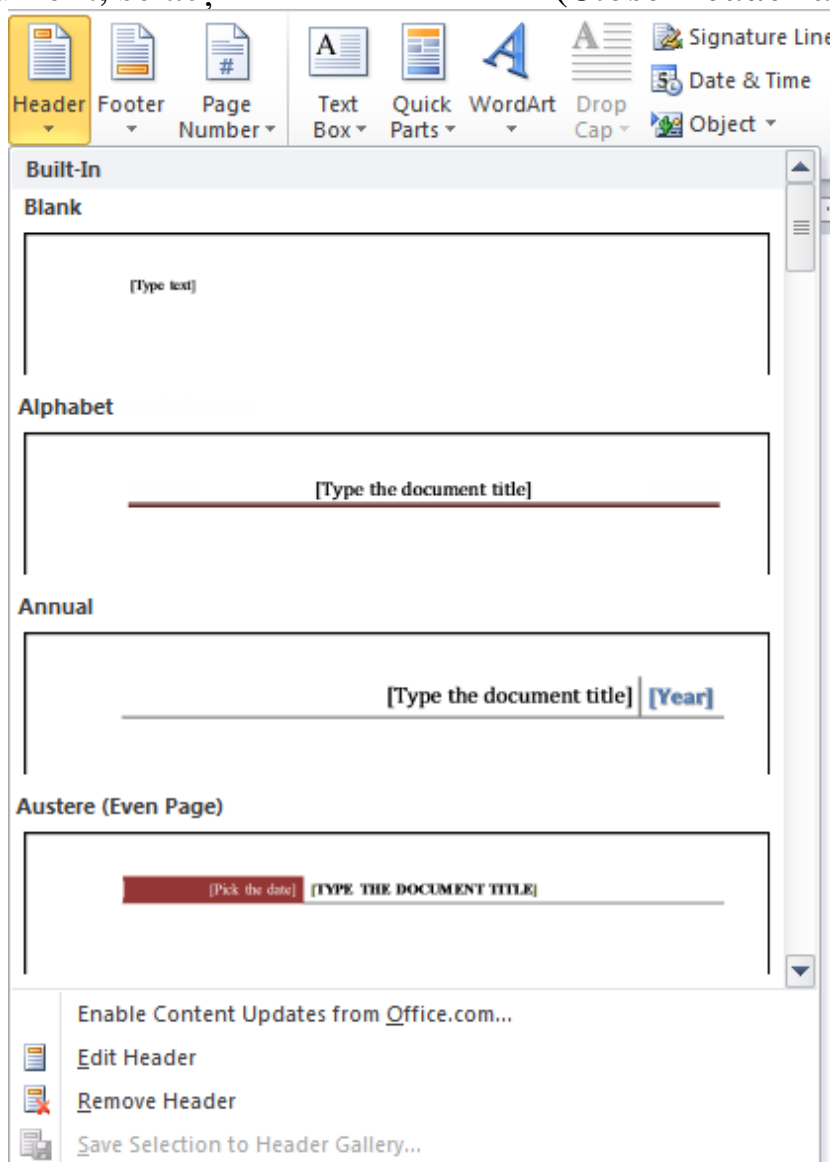 Header Footer Page Number Text Box Quick Parts WordArt Drop Cap Signature Line
Date & Time
Object
Built-In
Blank
[Type text]
Alphabet
[Type the document title]
Annual
[Type the document title] [Year]
Austere (Even Page)
[Pick the date] [TYPE THE DOCUMENT TITLE]
Enable Content Updates from Office.com...
Edit Header
Remove Header
Save Selection to Header Gallery...